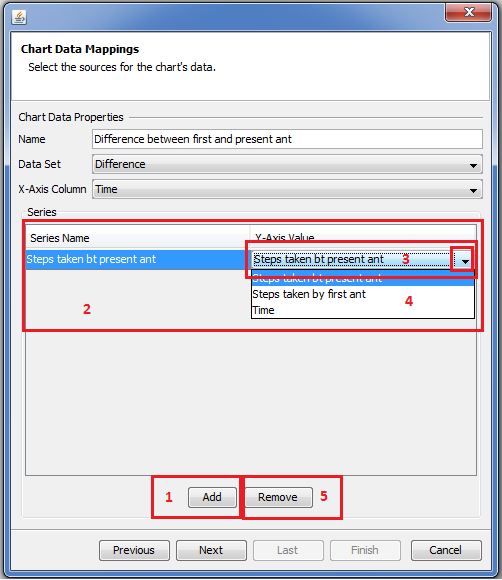 Chart Data Mappings
Select the sources for the chart's data.
Chart Data Properties
Name Difference between first and present ant
Data Set Difference
X-Axis Column Time
Series
Series Name Y-Axis Value
Steps taken bt present ant Steps taken bt present ant 3
Steps taken bt present ant
2 Steps taken by first ant 4
Time
1 Add Remove 5
Previous Next Last Finish Cancel